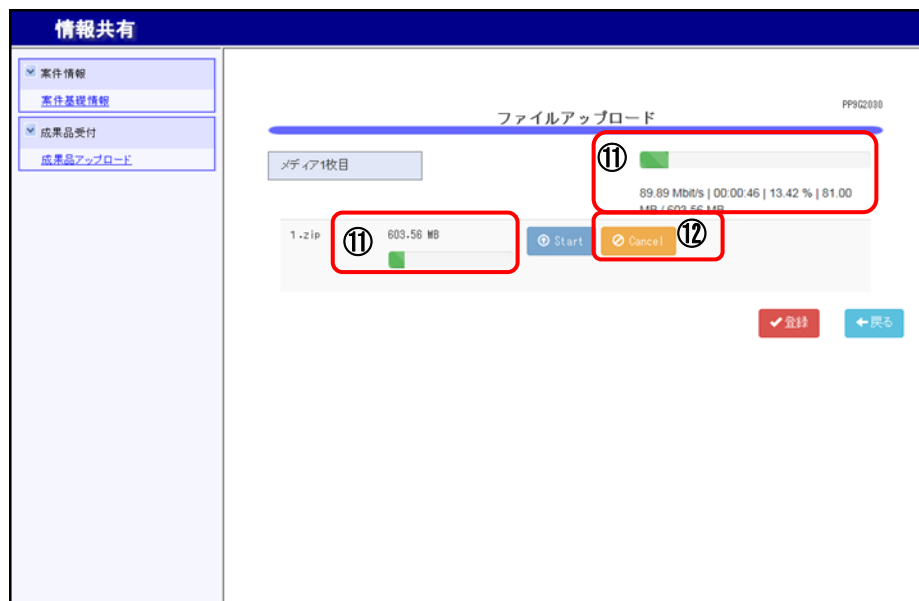 情報共有
案件情報
案件基礎情報
成果品受付
成果品アップロード
PP9G2030
ファイルアップロード
メディア1枚目
⑪
89.89 Mbit/s | 00:00:46 | 13.42 % | 81.00
MB / 603.56 MB
1.zip
⑪
603.56 MB
Start
Cancel
⑫
登録
戻る